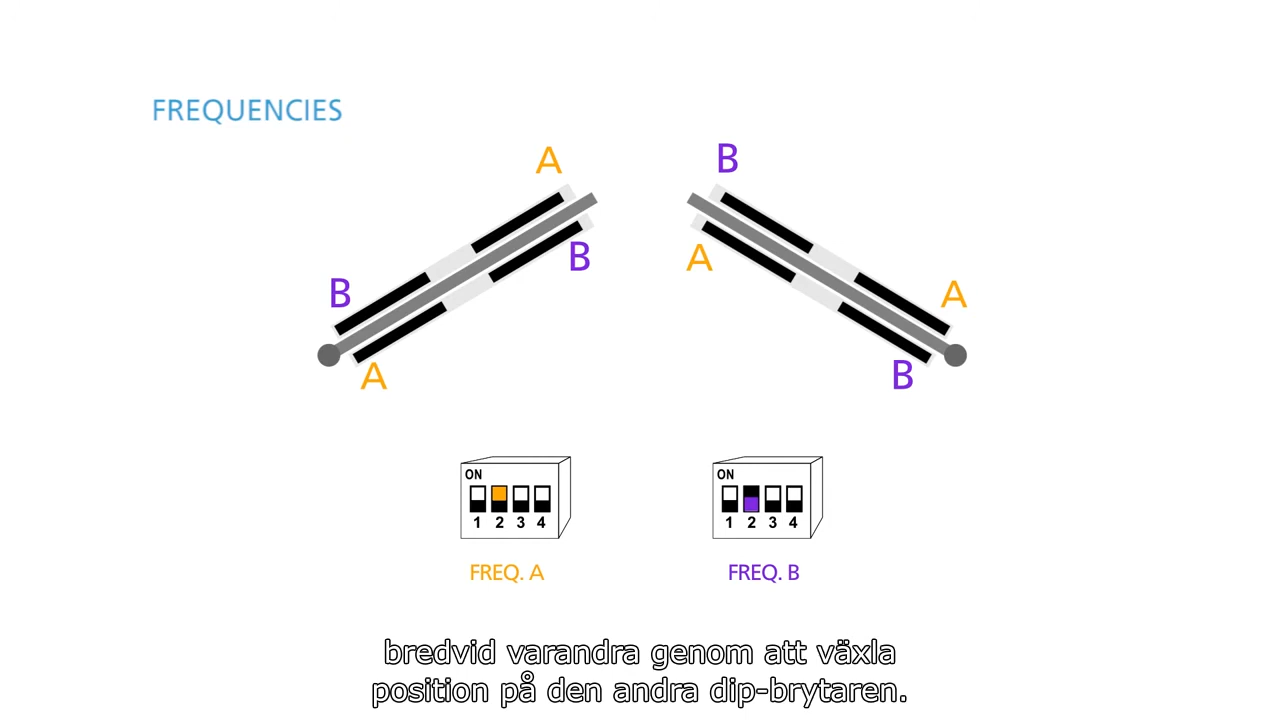 FREQUENCIES
A
B
B
B
A
A
A
B
ON
1 2 3 4
FREQ. A
ON
1 2 3 4
FREQ. B
bredvid varandra genom att växla
position på den andra dip-brytaren.